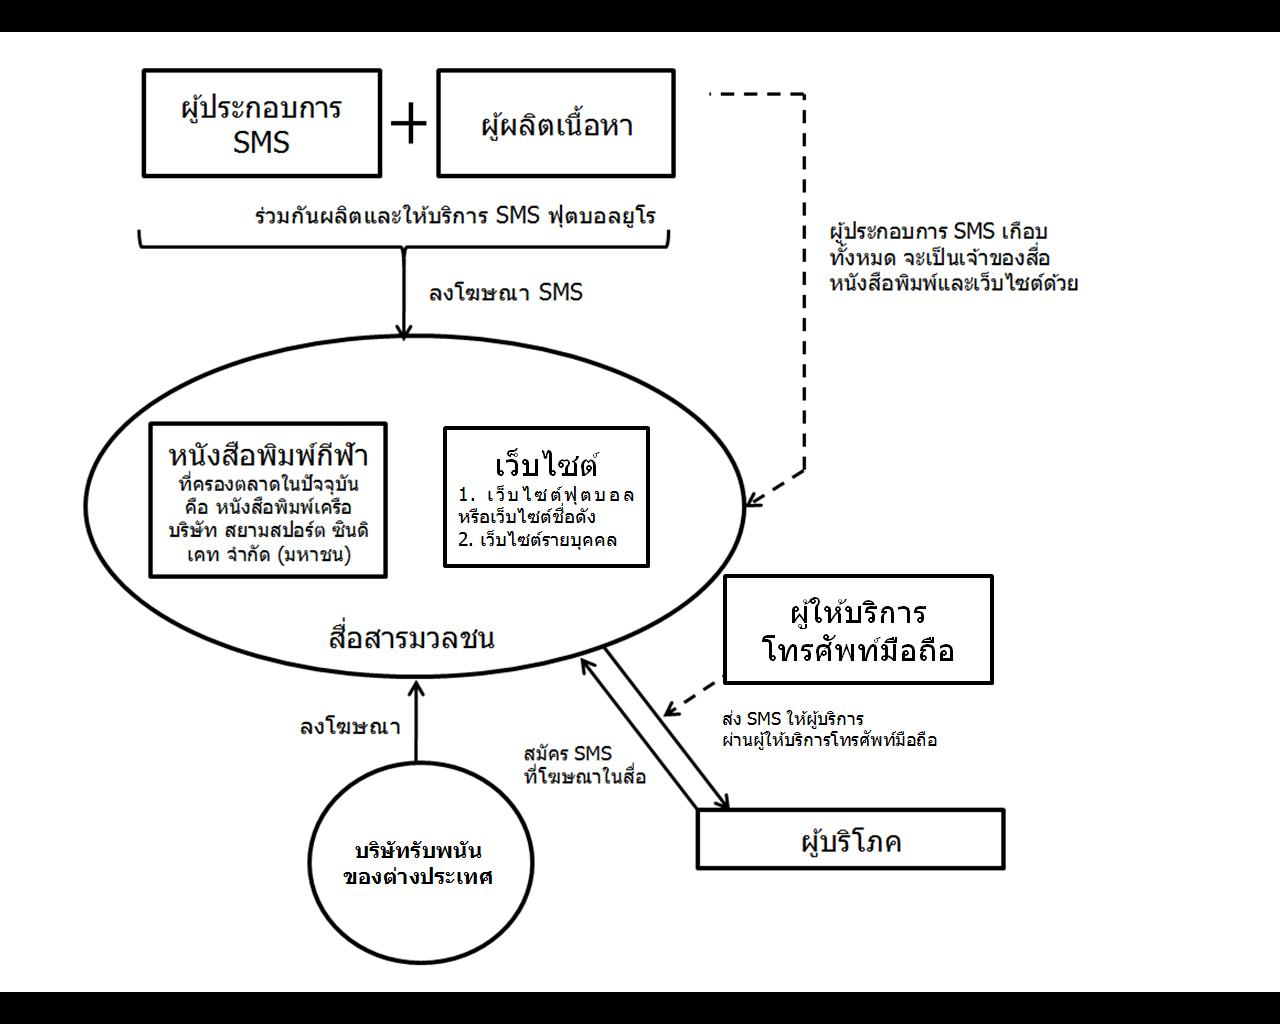 ผู้ประกอบการ
SMS
+
ผู้ผลิตเนื้อหา
ร่วมกันผลิตและให้บริการ SMS ฟุตบอลยูโร
ลงโฆษณา SMS
ผู้ประกอบการ SMS เกือบ
ทั้งหมด จะเป็นเจ้าของสื่อ
หนังสือพิมพ์และเว็บไซต์ด้วย
หนังสือพิมพ์กีฬา
ที่ครองตลาดในปัจจุบัน
คือ หนังสือพิมพ์เครือ
บริษัท สยามสปอร์ต ซินดิ
เคท จำกัด (มหาชน)
เว็บไซต์
1. เว็บไซต์ฟุตบอล
หรือเว็บไซต์ชื่อดัง
2. เว็บไซต์รายบุคคล
สื่อสารมวลชน
ผู้ให้บริการ
โทรศัพท์มือถือ
ส่ง SMS ให้ผู้บริการ
ผ่านผู้ให้บริการโทรศัพท์มือถือ
ลงโฆษณา
สมัคร SMS
ที่โฆษณาในสื่อ
บริษัทรับพนัน
ของต่างประเทศ
ผู้บริโภค